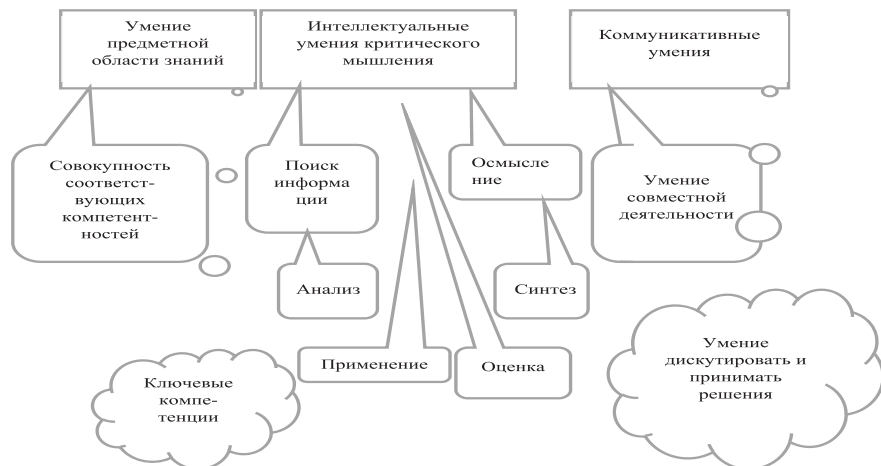 Умение
предметной
области знаний
Интеллектуальные
умения критического
мышления
Коммуникативные
умения
Совокупность
соответст-
вующих
компетент-
ностей
Поиск
информа
ции
Осмысле
ние
Умение
совместной
деятельности
Анализ
Синтез
Применение
Оценка
Ключевые
компе-
тенции
Умение
дискутировать и
принимать
решения